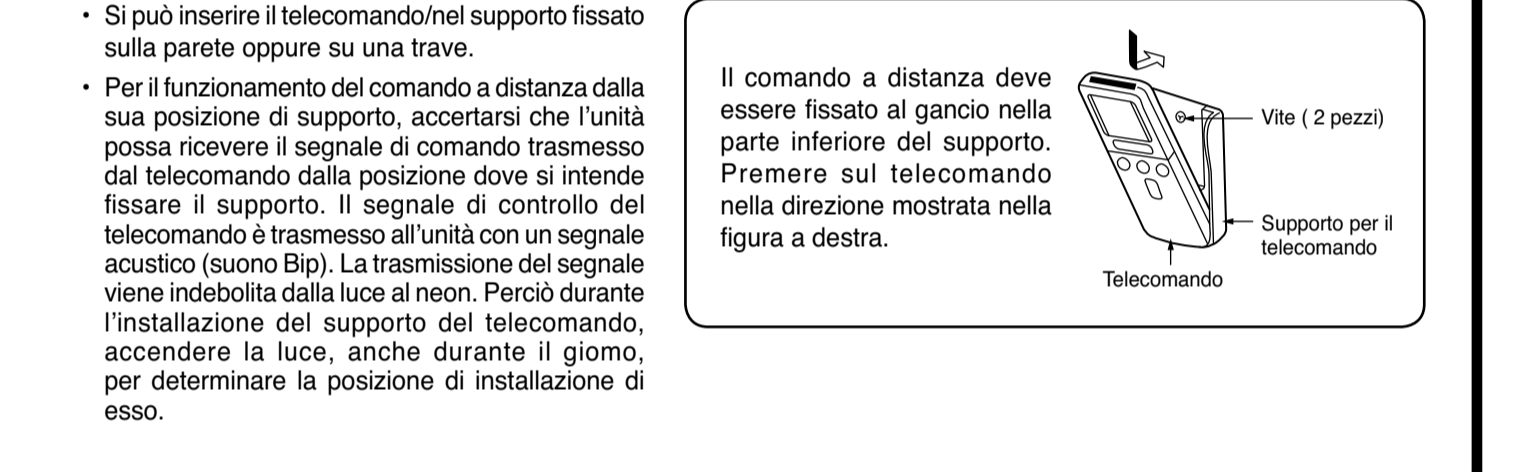 • Si può inserire il telecomando/nel supporto fissato
sulla parete oppure su una trave.
• Per il funzionamento del comando a distanza dalla
sua posizione di supporto, accertarsi che l'unità
possa ricevere il segnale di comando trasmesso
dal telecomando dalla posizione dove si intende
fissare il supporto. Il segnale di controllo del
telecomando è trasmesso all'unità con un segnale
acustico (suono Bip). La trasmissione del segnale
viene indebolita dalla luce al neon. Perciò durante
l'installazione del supporto del telecomando,
accendere la luce, anche durante il giomo,
per determinare la posizione di installazione di
esso.
Il comando a distanza deve
essere fissato al gancio nella
parte inferiore del supporto.
Premere sul telecomando
nella direzione mostrata nella
figura a destra.
Vite ( 2 pezzi)
Supporto per il
telecomando
Telecomando